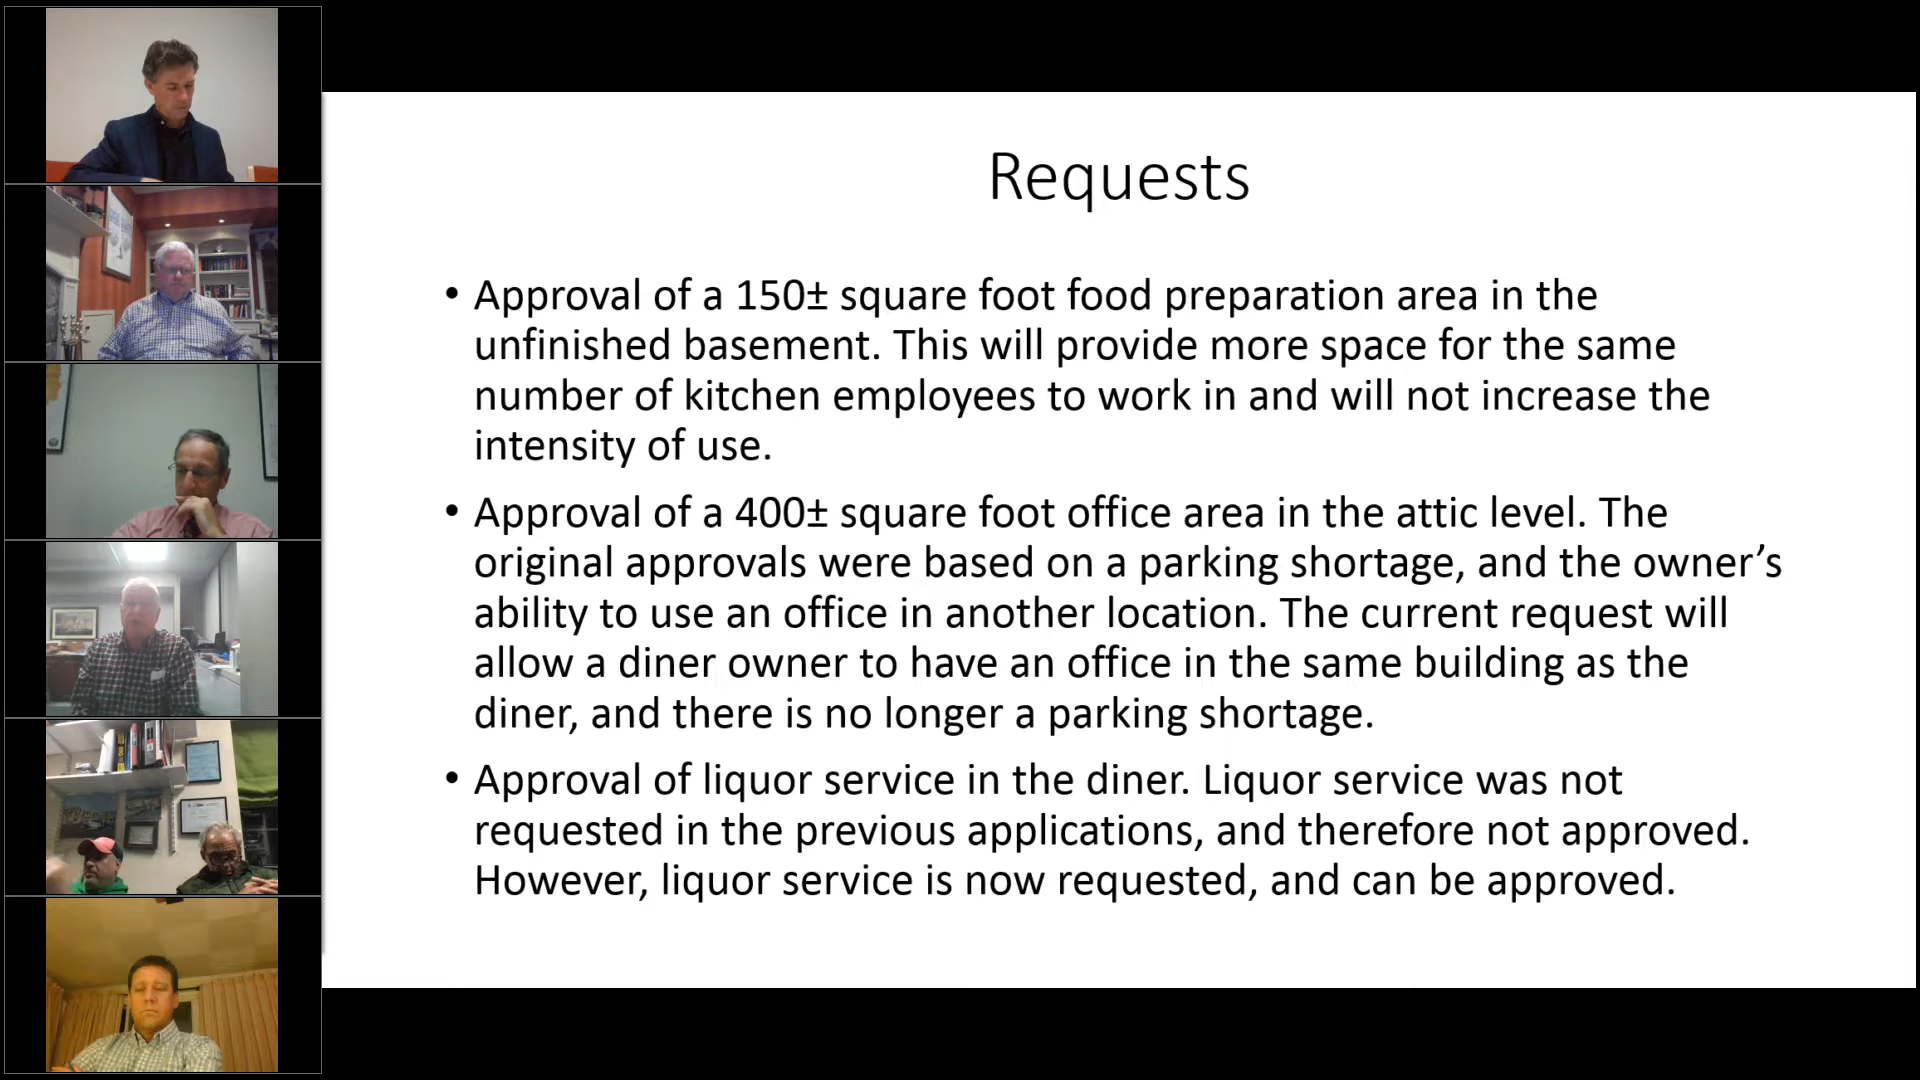 Requests
• Approval of a 150± square foot food preparation area in the
unfinished basement. This will provide more space for the same
number of kitchen employees to work in and will not increase the
intensity of use.
• Approval of a 400± square foot office area in the attic level. The
original approvals were based on a parking shortage, and the owner’s
ability to use an office in another location. The current request will
allow a diner owner to have an office in the same building as the
diner, and there is no longer a parking shortage.
• Approval of liquor service in the diner. Liquor service was not
requested in the previous applications, and therefore not approved.
However, liquor service is now requested, and can be approved.